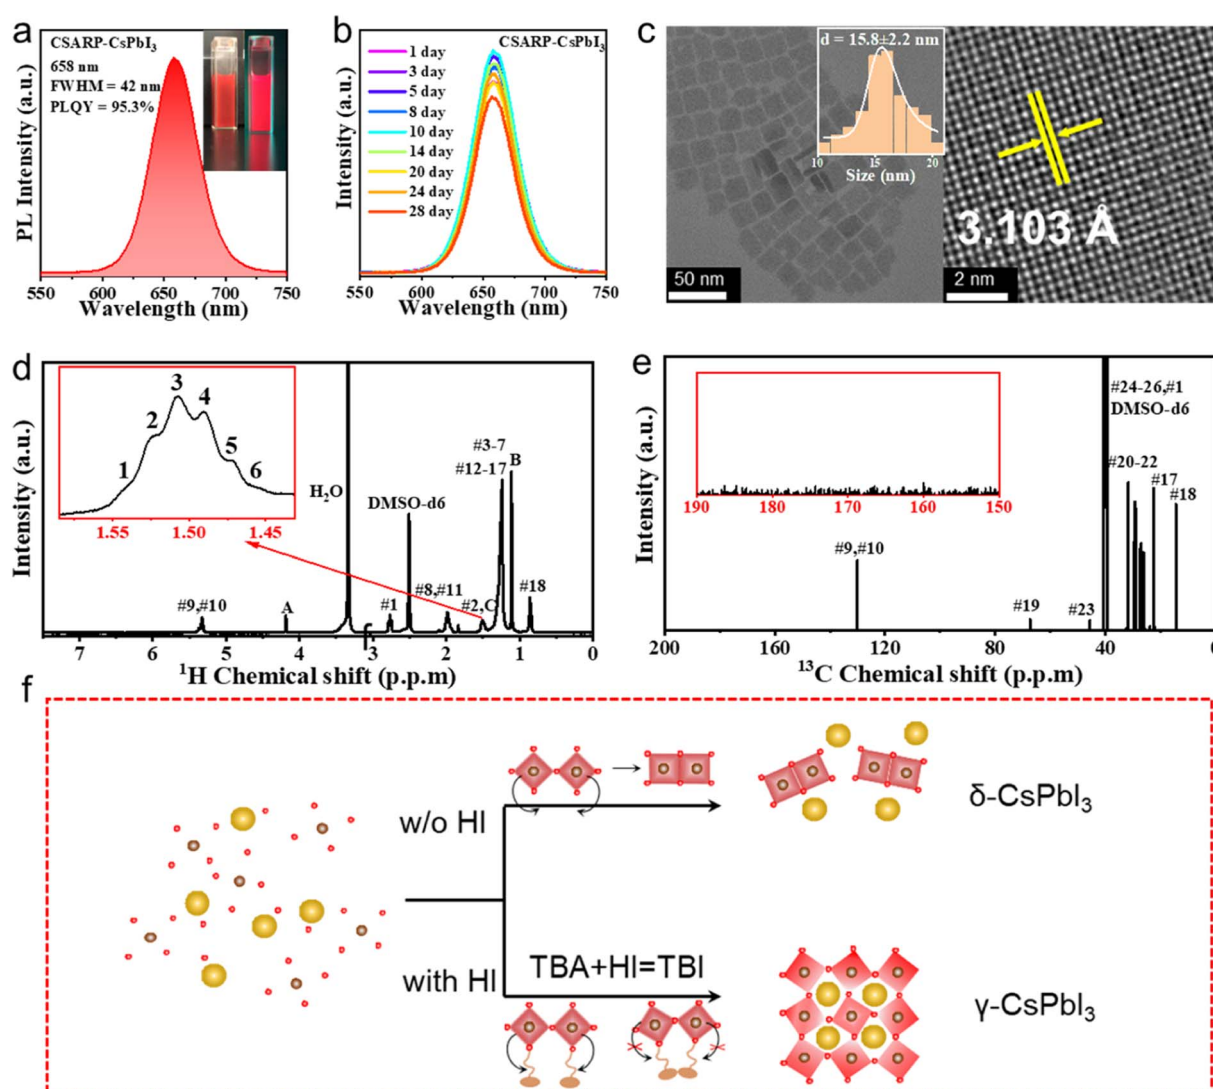 a
CSARP-CsPbI₃
658 nm
FWHM = 42 nm
PLQY = 95.3%
PL Intensity (a.u.)
550 600 650 700 750
Wavelength (nm)
b
CSARP-CsPbI₃
1 day
3 day
5 day
8 day
10 day
14 day
20 day
24 day
28 day
Intensity (a.u.)
550 600 650 700 750
Wavelength (nm)
c
d = 15.8±2.2 nm
10 15 20
Size (nm)
50 nm
3.103 Å
2 nm
d
Intensity (a.u.)
1 2 3 4 5 6
1.55 1.50 1.45
H₂O
DMSO-d6
#3-7
#12-17
B
#9,#10
A
#1
#8,#11
#2,C
#18
7 6 5 4 3 2 1 0
¹H Chemical shift (p.p.m)
e
Intensity (a.u.)
190 180 170 160 150
#24-26,#1
DMSO-d6
#20-22
#17
#18
#9,#10
#19
#23
200 160 120 80 40 0
¹³C Chemical shift (p.p.m)
f
w/o HI
δ-CsPbI₃
with HI
TBA+HI=TBI
γ-CsPbI₃